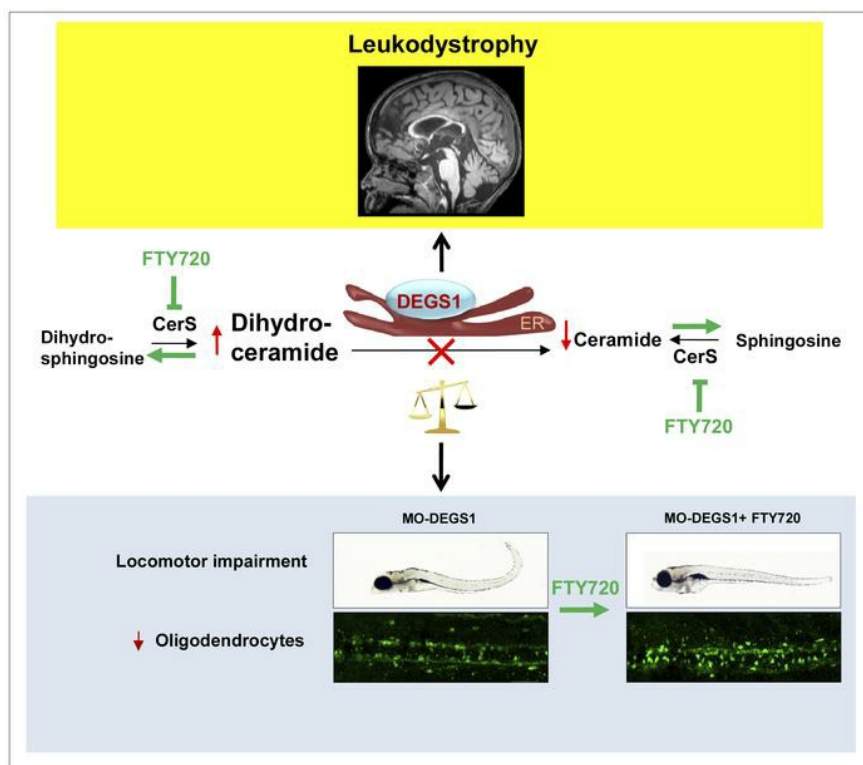 Leukodystrophy
FTY720
DEGS1
ER
CerS
Dihydro-
sphingosine
Dihydro-
ceramide
Ceramide
CerS
Sphingosine
FTY720
MO-DEGS1
MO-DEGS1+ FTY720
Locomotor impairment
FTY720
Oligodendrocytes